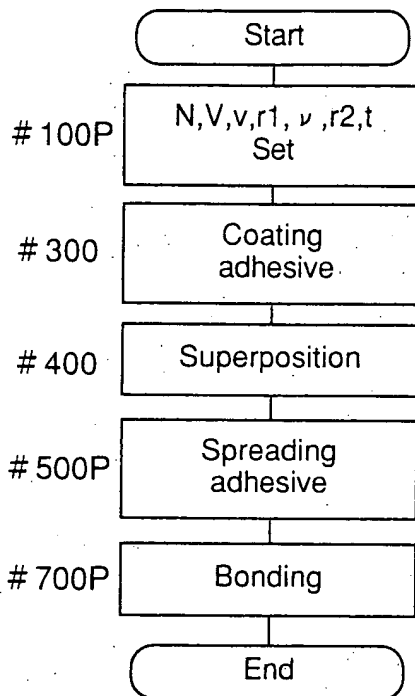 Start
#100P
N,V,v,r1, ν ,r2,t
Set
#300
Coating
adhesive
#400
Superposition
#500P
Spreading
adhesive
#700P
Bonding
End